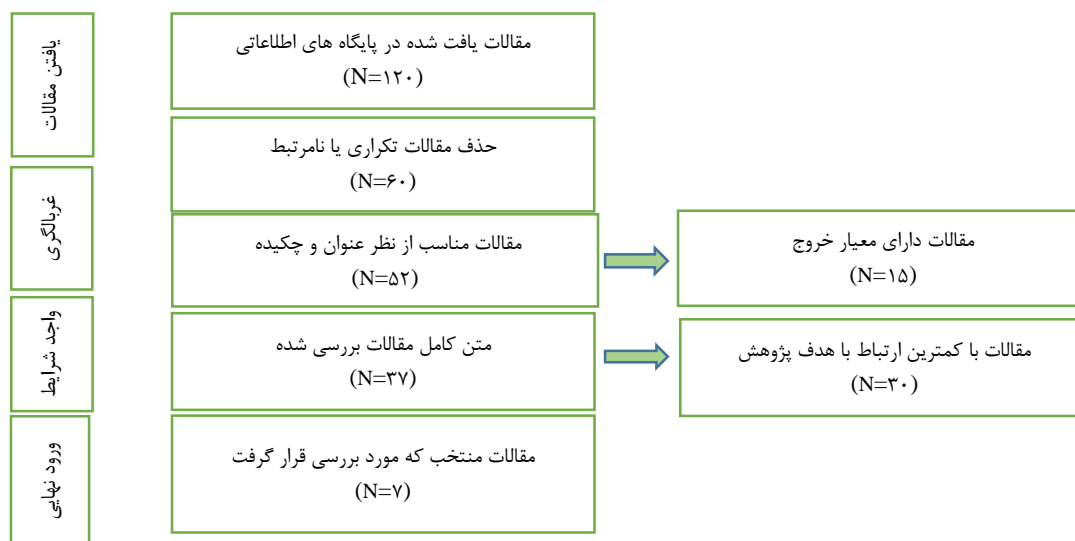 یافتن مقالات
مقالات یافت شده در پایگاه های اطلاعاتی
(N=۱۲۰)
حذف مقالات تکراری یا نامرتبط
(N=۶۰)
غربالگری
مقالات مناسب از نظر عنوان و چکیده
(N=۵۲)
مقالات دارای معیار خروج
(N=۱۵)
واجد شرایط
متن کامل مقالات بررسی شده
(N=۳۷)
مقالات با کمترین ارتباط با هدف پژوهش
(N=۳۰)
ورود نهایی
مقالات منتخب که مورد بررسی قرار گرفت
(N=۷)